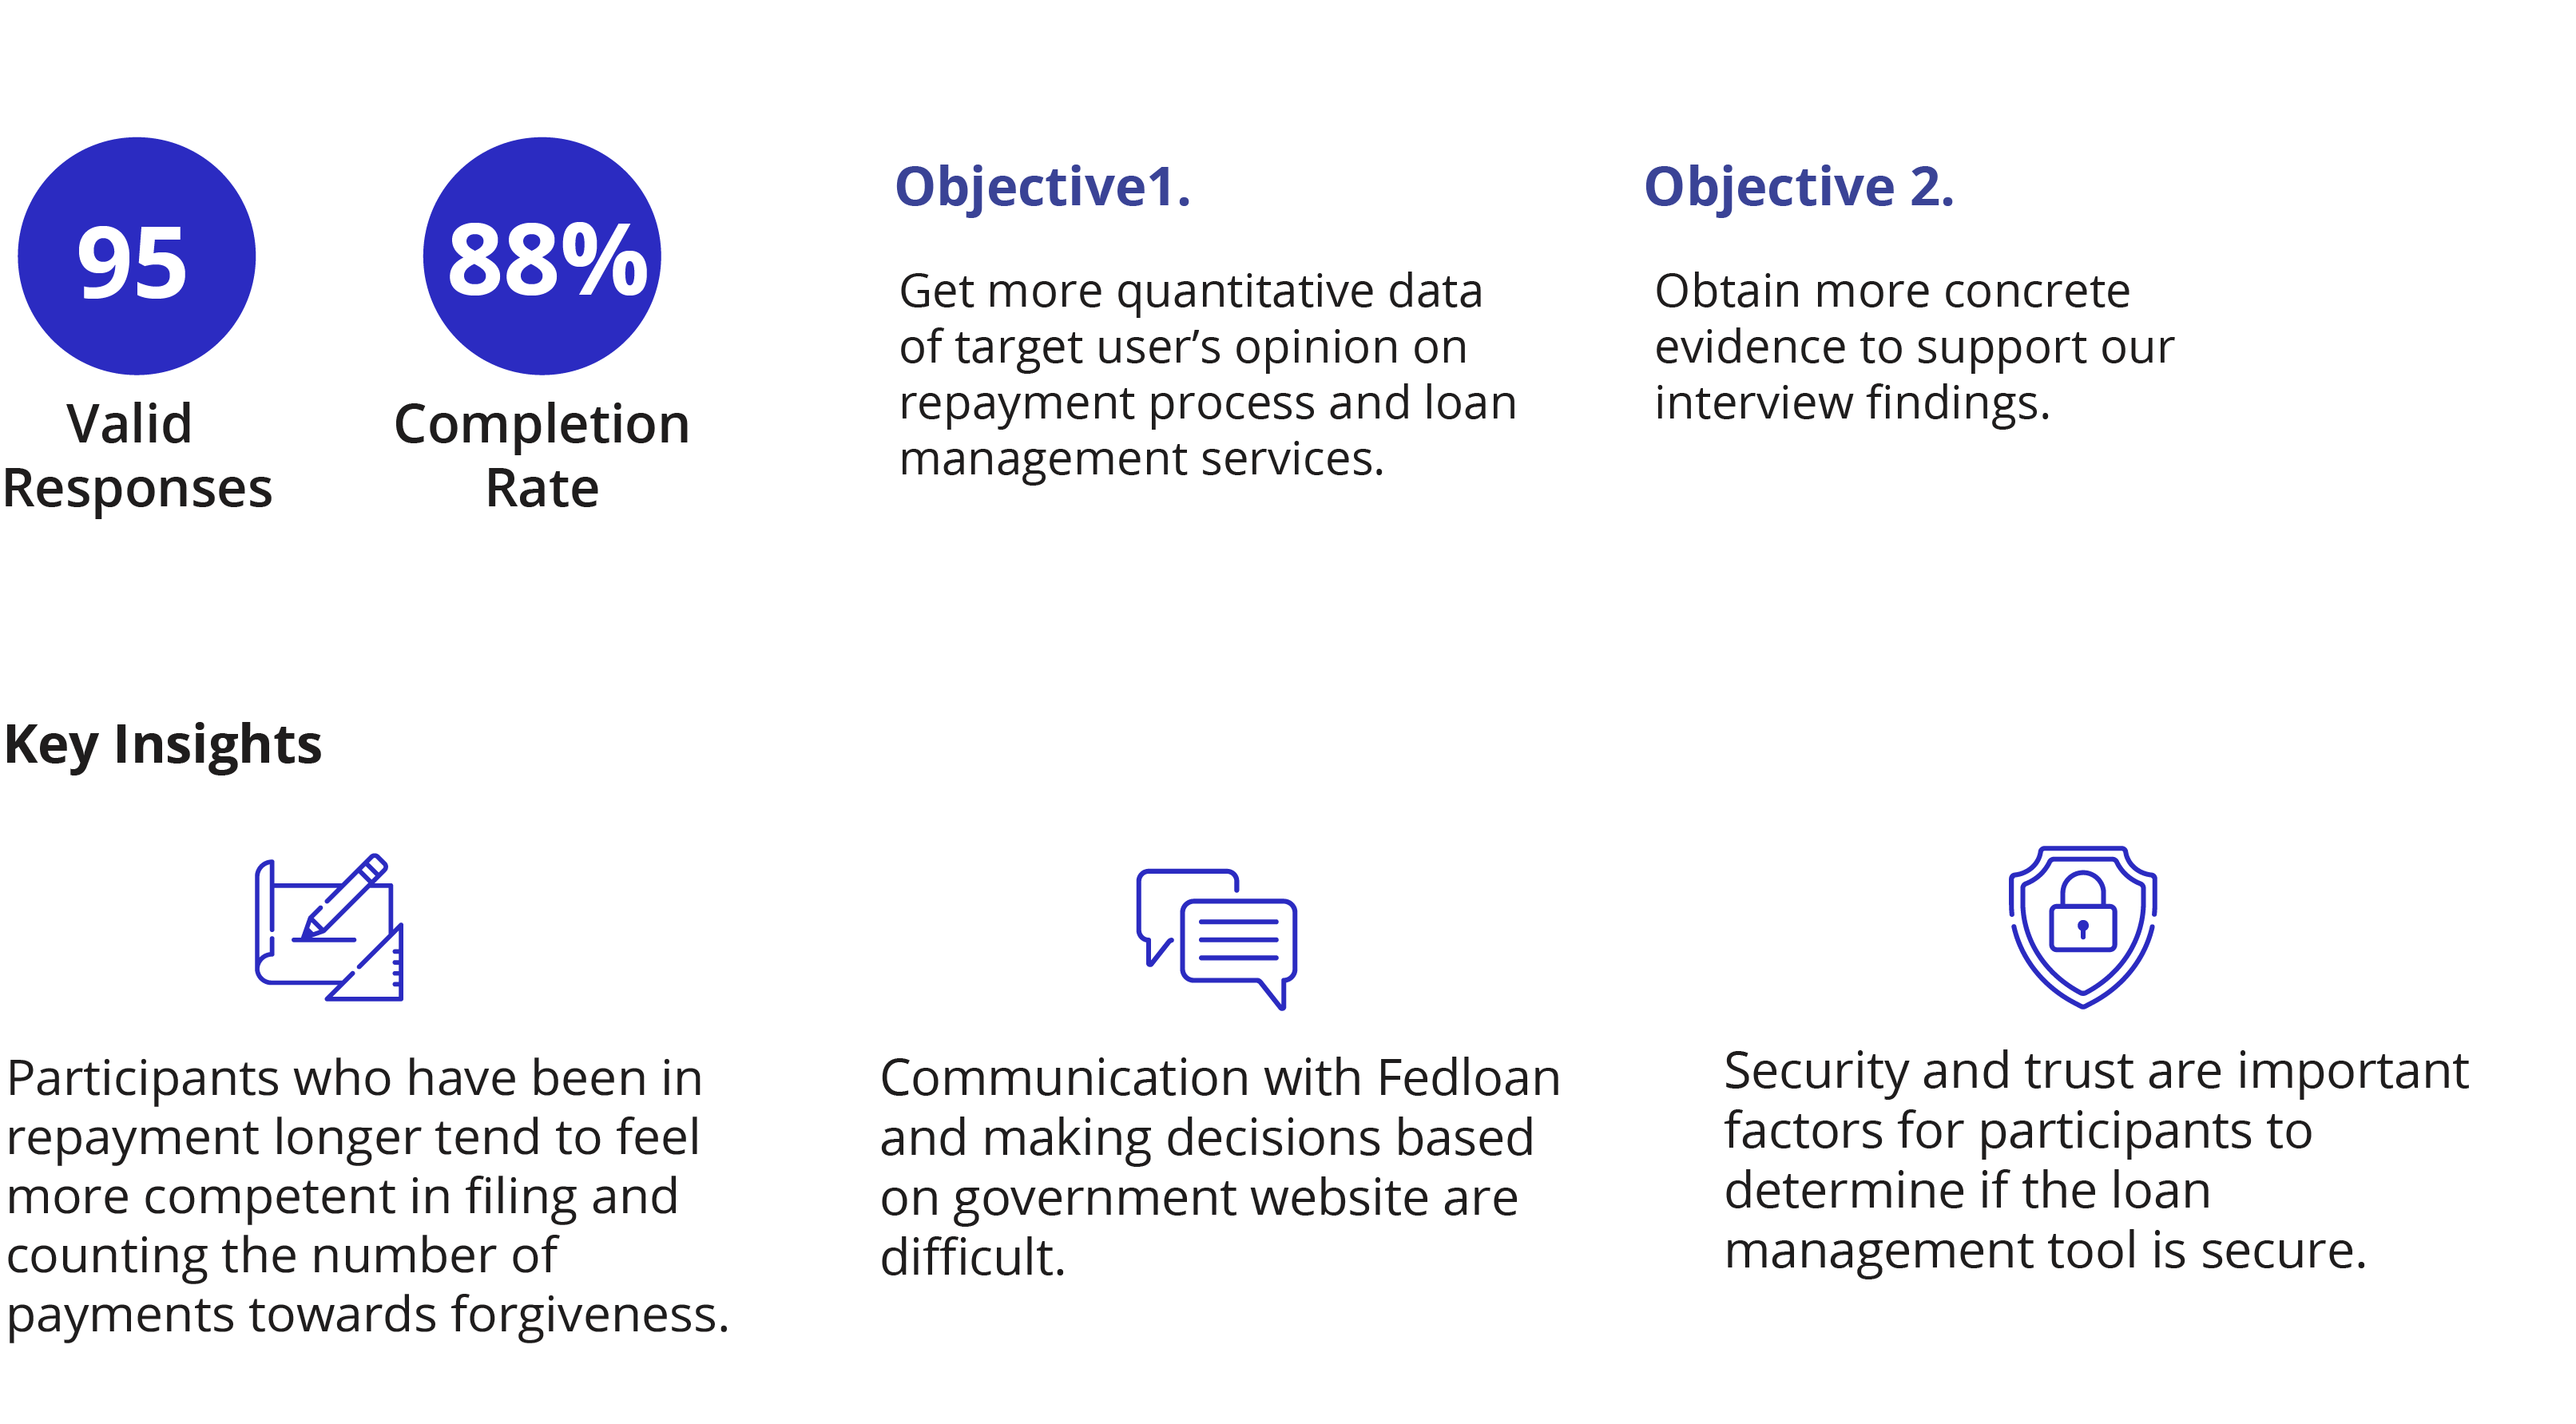 95
Valid
Responses
88%
Completion
Rate
Objective1.
Get more quantitative data
of target user’s opinion on
repayment process and loan
management services.
Objective 2.
Obtain more concrete
evidence to support our
interview findings.
Key Insights
Participants who have been in
repayment longer tend to feel
more competent in filing and
counting the number of
payments towards forgiveness.
Communication with Fedloan
and making decisions based
on government website are
difficult.
Security and trust are important
factors for participants to
determine if the loan
management tool is secure.